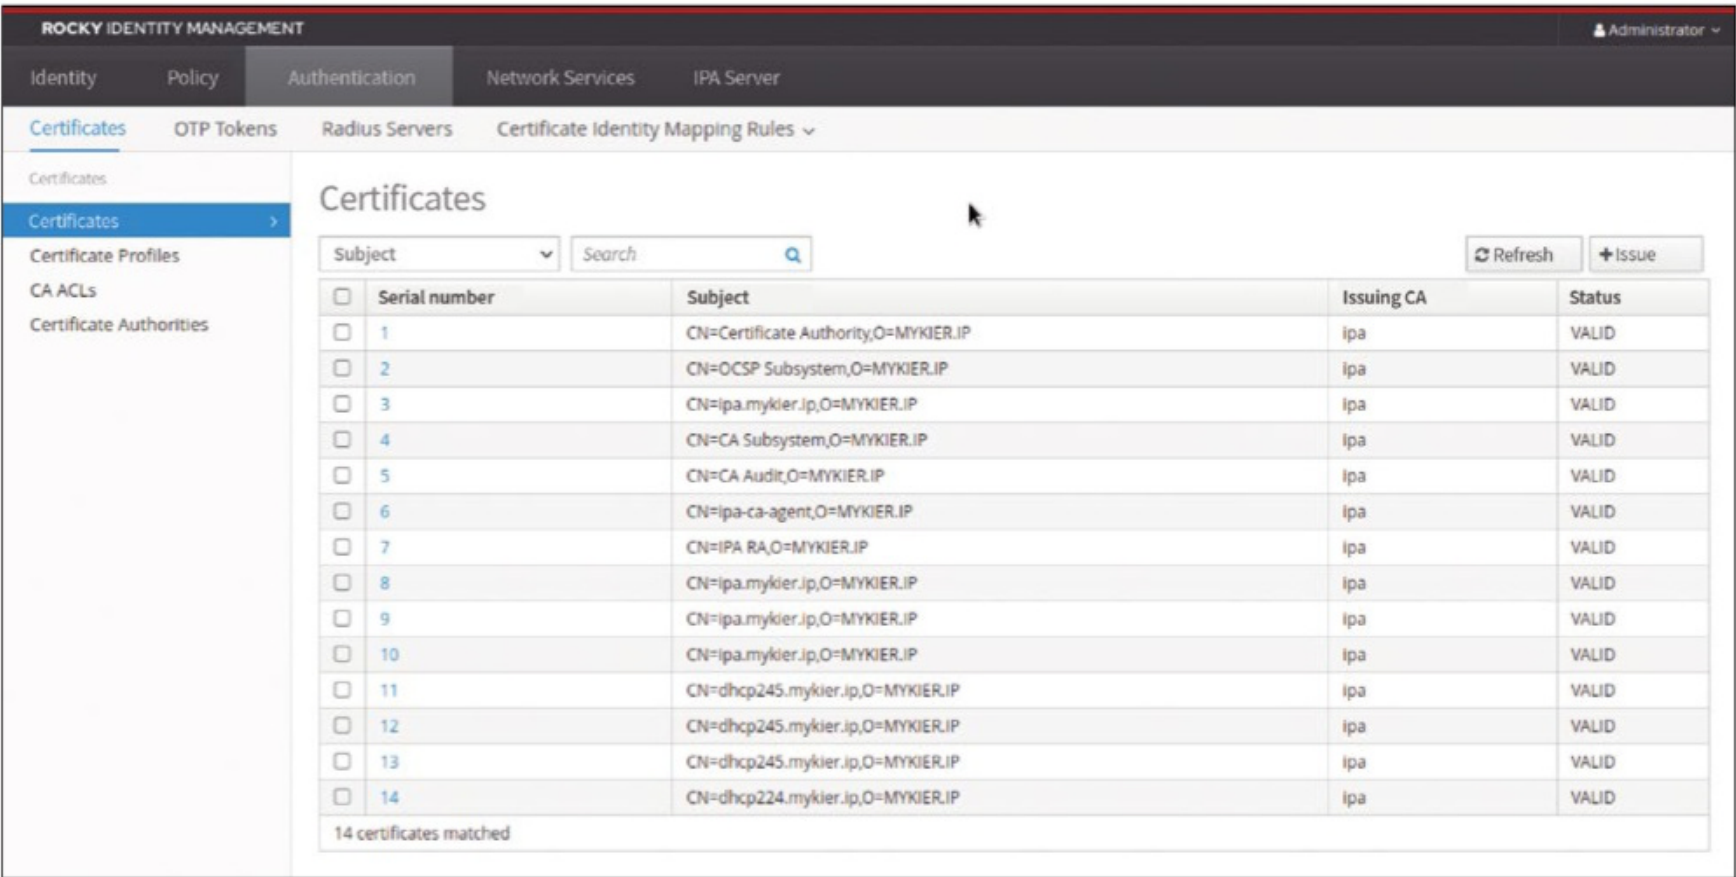 ROCKY IDENTITY MANAGEMENT Administrator
Identity Policy Authentication Network Services IPA Server
Certificates OTP Tokens Radius Servers Certificate Identity Mapping Rules
Certificates
Certificates
Certificate Profiles
CA ACLs
Certificate Authorities
Certificates
Subject Search Refresh +Issue
Serial number Subject Issuing CA Status
1 CN=Certificate Authority,O=MYKIER.IP ipa VALID
2 CN=OCSP Subsystem,O=MYKIER.IP ipa VALID
3 CN=ipa.mykier.ip,O=MYKIER.IP ipa VALID
4 CN=CA Subsystem,O=MYKIER.IP ipa VALID
5 CN=CA Audit,O=MYKIER.IP ipa VALID
6 CN=ipa-ca-agent,O=MYKIER.IP ipa VALID
7 CN=IPA RA,O=MYKIER.IP ipa VALID
8 CN=ipa.mykier.ip,O=MYKIER.IP ipa VALID
9 CN=ipa.mykier.ip,O=MYKIER.IP ipa VALID
10 CN=ipa.mykier.ip,O=MYKIER.IP ipa VALID
11 CN=dhcp245.mykier.ip,O=MYKIER.IP ipa VALID
12 CN=dhcp245.mykier.ip,O=MYKIER.IP ipa VALID
13 CN=dhcp245.mykier.ip,O=MYKIER.IP ipa VALID
14 CN=dhcp224.mykier.ip,O=MYKIER.IP ipa VALID
14 certificates matched